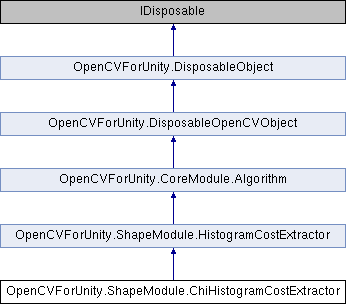 IDisposable
OpenCVForUnity.DisposableObject
OpenCVForUnity.DisposableOpenCVObject
OpenCVForUnity.CoreModule.Algorithm
OpenCVForUnity.ShapeModule.HistogramCostExtractor
OpenCVForUnity.ShapeModule.ChiHistogramCostExtractor